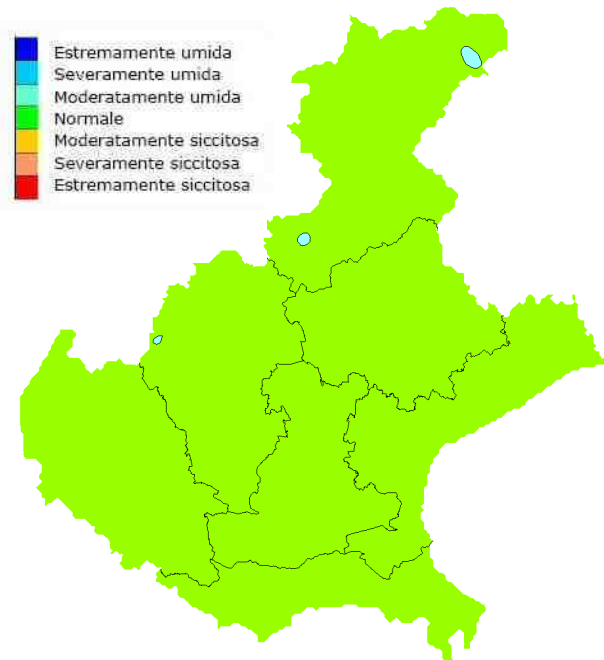 Estremamente umida
Severamente umida
Moderatamente umida
Normale
Moderatamente siccitosa
Severamente siccitosa
Estremamente siccitosa